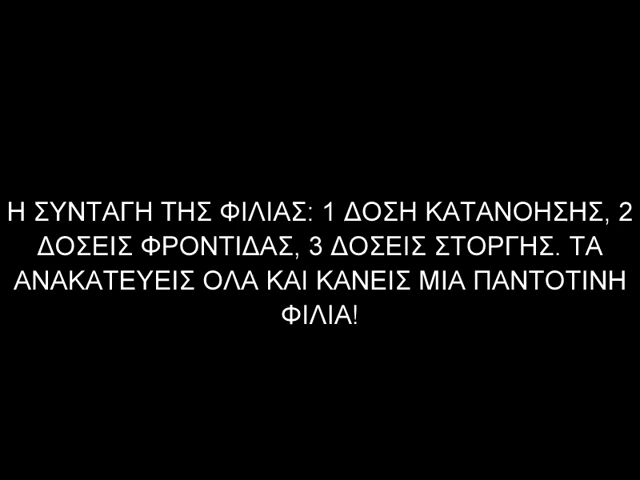 Η ΣΥΝΤΑΓΗ ΤΗΣ ΦΙΛΙΑΣ: 1 ΔΟΣΗ ΚΑΤΑΝΟΗΣΗΣ, 2
ΔΟΣΕΙΣ ΦΡΟΝΤΙΔΑΣ, 3 ΔΟΣΕΙΣ ΣΤΟΡΓΗΣ. ΤΑ
ΑΝΑΚΑΤΕΥΕΙΣ ΟΛΑ ΚΑΙ ΚΑΝΕΙΣ ΜΙΑ ΠΑΝΤΟΤΙΝΗ
ΦΙΛΙΑ!